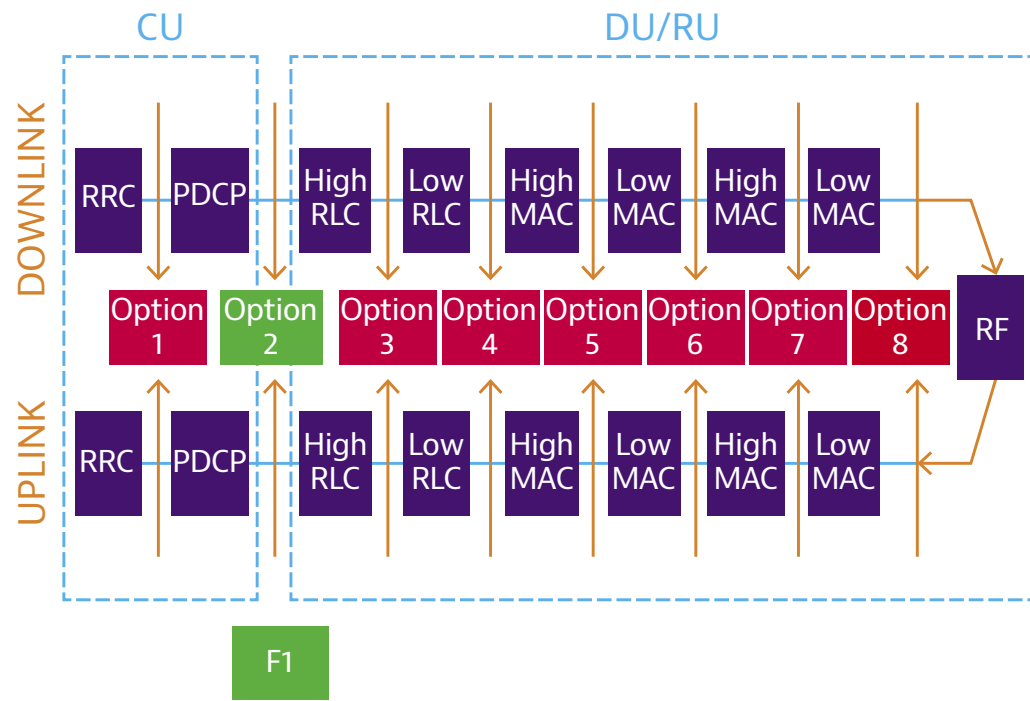 CU
DU/RU
DOWNLINK
RRC
PDCP
High
RLC
Low
RLC
High
MAC
Low
MAC
High
MAC
Low
MAC
Option
1
Option
2
Option
3
Option
4
Option
5
Option
6
Option
7
Option
8
RF
UPLINK
RRC
PDCP
High
RLC
Low
RLC
High
MAC
Low
MAC
High
MAC
Low
MAC
F1